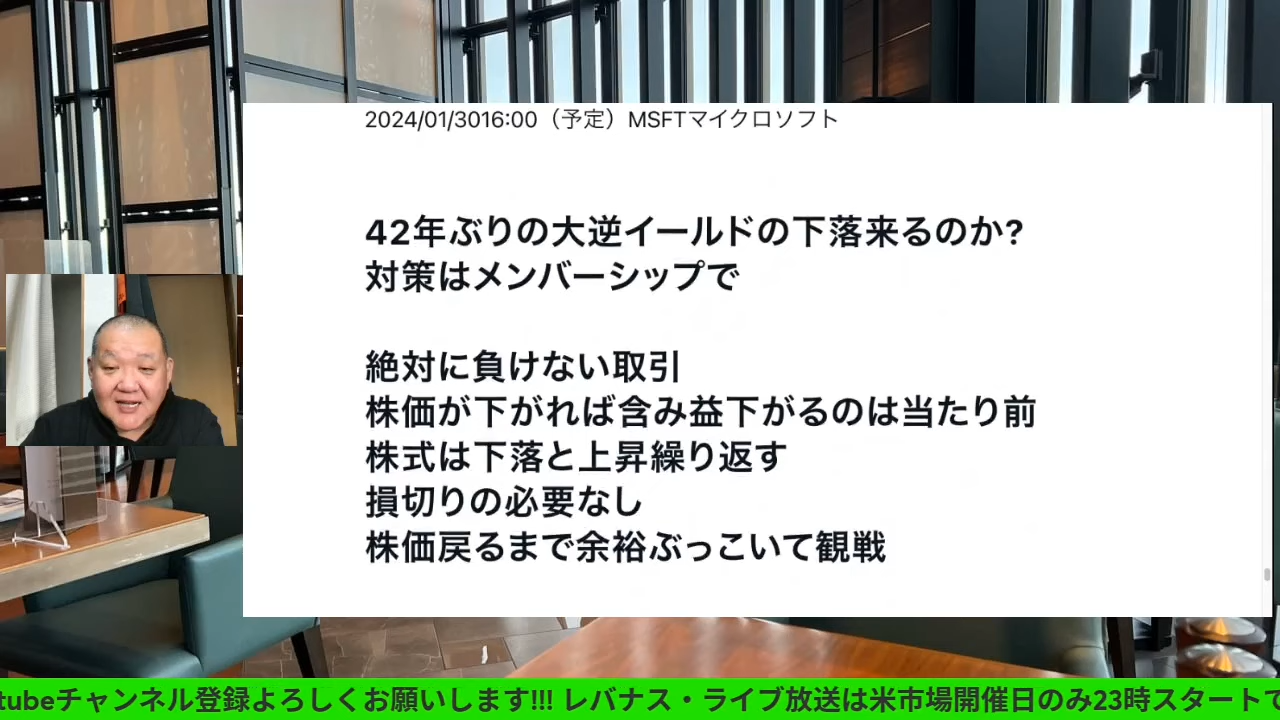 2024/01/3016:00（予定）MSFTマイクロソフト
42年ぶりの大逆イールドの下落来るのか?
対策はメンバーシップで
絶対に負けない取引
株価が下がれば含み益下がるのは当たり前
株式は下落と上昇繰り返す
損切りの必要なし
株価戻るまで余裕ぶっこいて観戦
tubeチャンネル登録よろしくお願いします!!! レバナス・ライブ放送は米市場開催日のみ23時スタートで